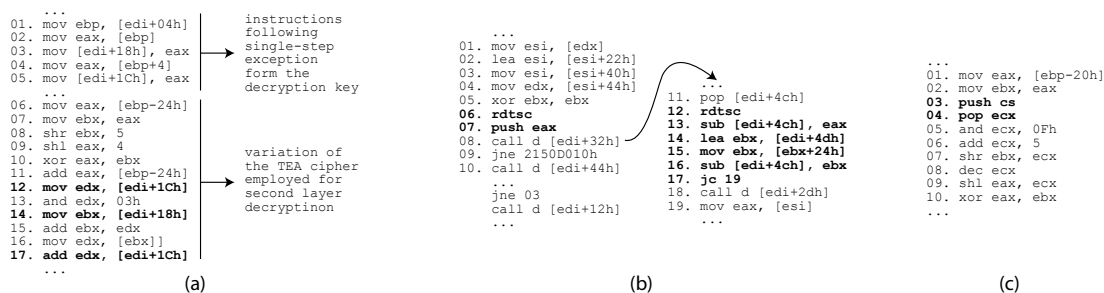 ...
01. mov ebp, [edi+04h]
02. mov eax, [ebp]
03. mov [edi+18h], eax
04. mov eax, [ebp+4]
05. mov [edi+1Ch], eax
...
06. mov eax, [ebp-24h]
07. mov ebx, eax
08. shr ebx, 5
09. shl eax, 4
10. xor eax, ebx
11. add eax, [ebp-24h]
12. mov edx, [edi+1Ch]
13. and edx, 03h
14. mov ebx, [edi+18h]
15. add ebx, edx
16. mov edx, [ebx]]
17. add edx, [edi+1Ch]
...
instructions
following
single-step
exception
form the
decryption key
variation of
the TEA cipher
employed for
second layer
decryptinon
(a)
...
01. mov esi, [edx]
02. lea esi, [esi+22h]
03. mov esi, [esi+40h]
04. mov edx, [esi+44h]
05. xor ebx, ebx
06. rdtsc
07. push eax
08. call d [edi+32h]
09. jne 2150D010h
10. call d [edi+44h]
...
jne 03
call d [edi+12h]
...
...
11. pop [edi+4ch]
12. rdtsc
13. sub [edi+4ch], eax
14. lea ebx, [edi+4dh]
15. mov ebx, [ebx+24h]
16. sub [edi+4ch], ebx
17. jc 19
18. call d [edi+2dh]
19. mov eax, [esi]
...
(b)
...
01. mov eax, [ebp-20h]
02. mov ebx, eax
03. push cs
04. pop ecx
05. and ecx, 0Fh
06. add ecx, 5
07. shr ebx, ecx
08. dec ecx
09. shl eax, ecx
10. xor eax, ebx
...
(c)